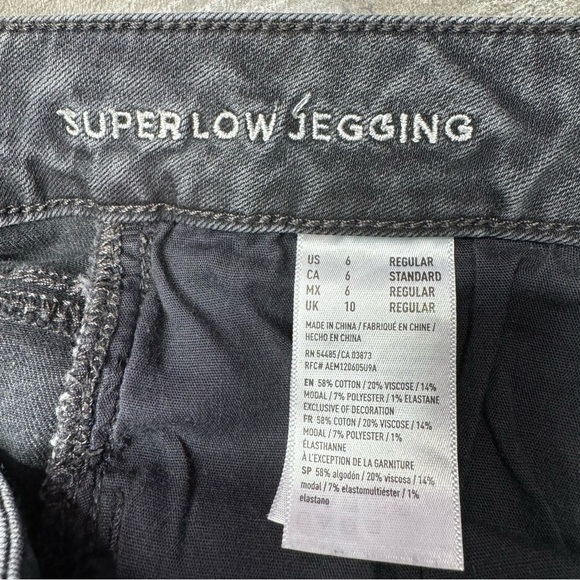 SUPER LOW JEGGING
US 6 REGULAR
CA 6 STANDARD
MX 6 REGULAR
UK 10 REGULAR
MADE IN CHINA / FABRIQUÉ EN CHINE /
HECHO EN CHINA
RN 54485/CA 03873
RFC# AEM120605U9A
EN 58% COTTON / 20% VISCOSE / 14%
MODAL / 7% POLYESTER / 1% ELASTANE
EXCLUSIVE OF DECORATION
FR 58% COTON / 20% VISCOSE / 14%
MODAL / 7% POLYESTER / 1%
ÉLASTHANNE
À L'EXCEPTION DE LA GARNITURE
SP 58% algodón / 20% viscosa / 14%
modal / 7% elastomultiéster / 1%
elastano